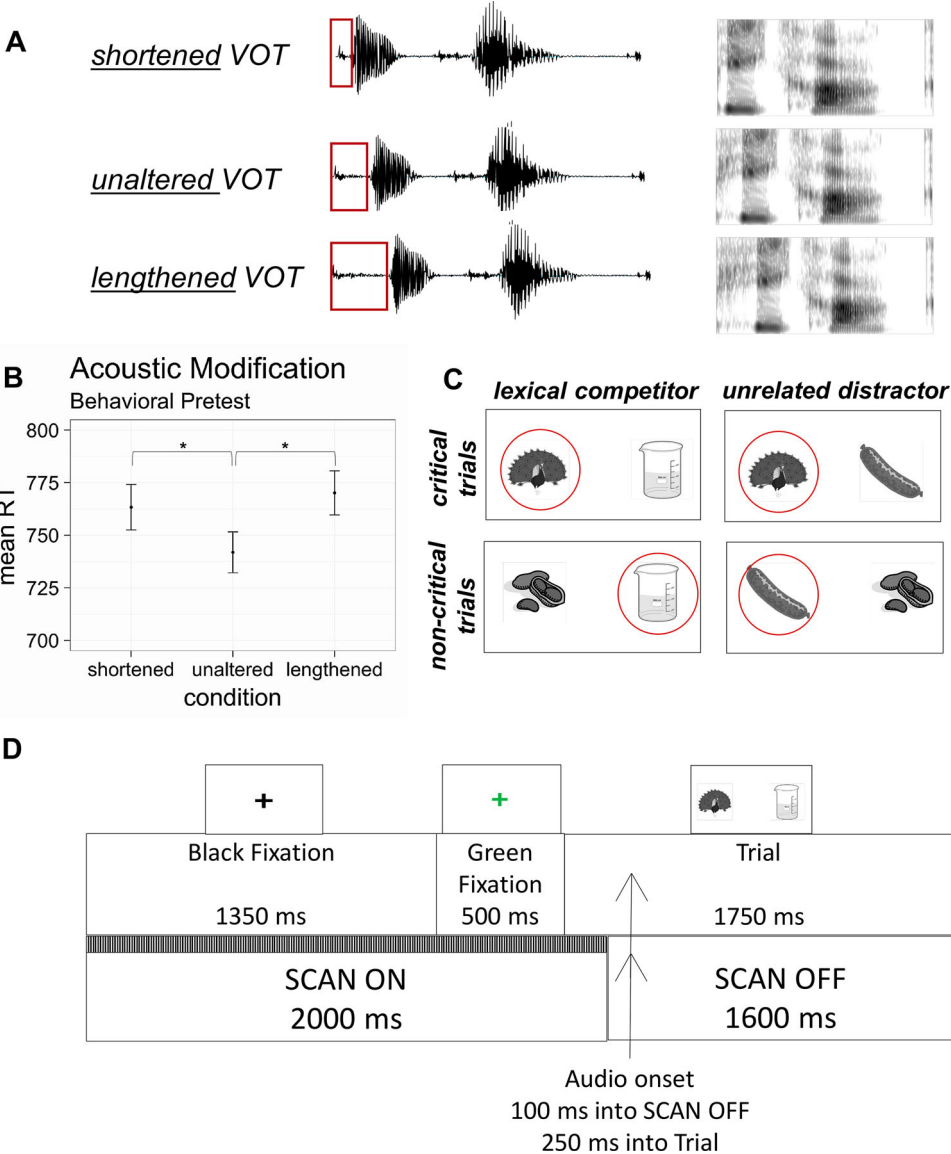 A
shortened VOT
unaltered VOT
lengthened VOT
B
Acoustic Modification
Behavioral Pretest
800
775
750
725
700
mean RT
*
*
shortened unaltered lengthened
condition
C
lexical competitor unrelated distractor
critical
trials
non-critical
trials
D
+
+
Black Fixation
1350 ms
Green
Fixation
500 ms
Trial
1750 ms
SCAN ON
2000 ms
SCAN OFF
1600 ms
Audio onset
100 ms into SCAN OFF
250 ms into Trial